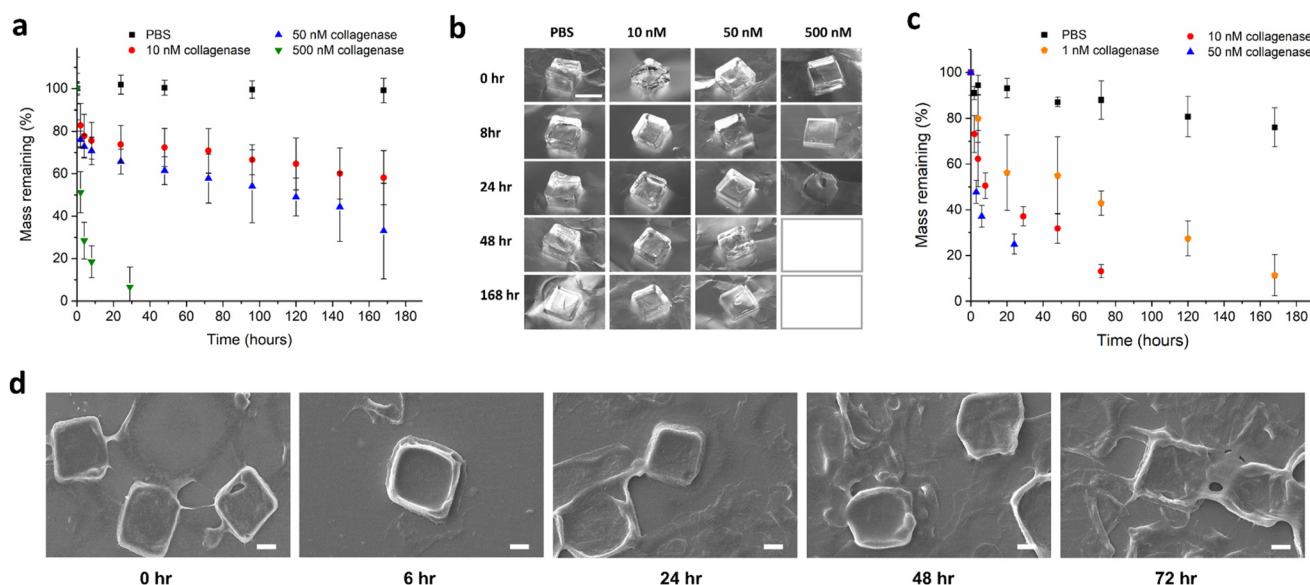 a
PBS
10 nM collagenase
50 nM collagenase
500 nM collagenase
Mass remaining (%)
100
80
60
40
20
0
0 20 40 60 80 100 120 140 160 180
Time (hours)
b
PBS 10 nM 50 nM 500 nM
0 hr
8hr
24 hr
48 hr
168 hr
c
PBS
1 nM collagenase
10 nM collagenase
50 nM collagenase
Mass remaining (%)
100
80
60
40
20
0
0 20 40 60 80 100 120 140 160 180
Time (hours)
d
0 hr 6 hr 24 hr 48 hr 72 hr